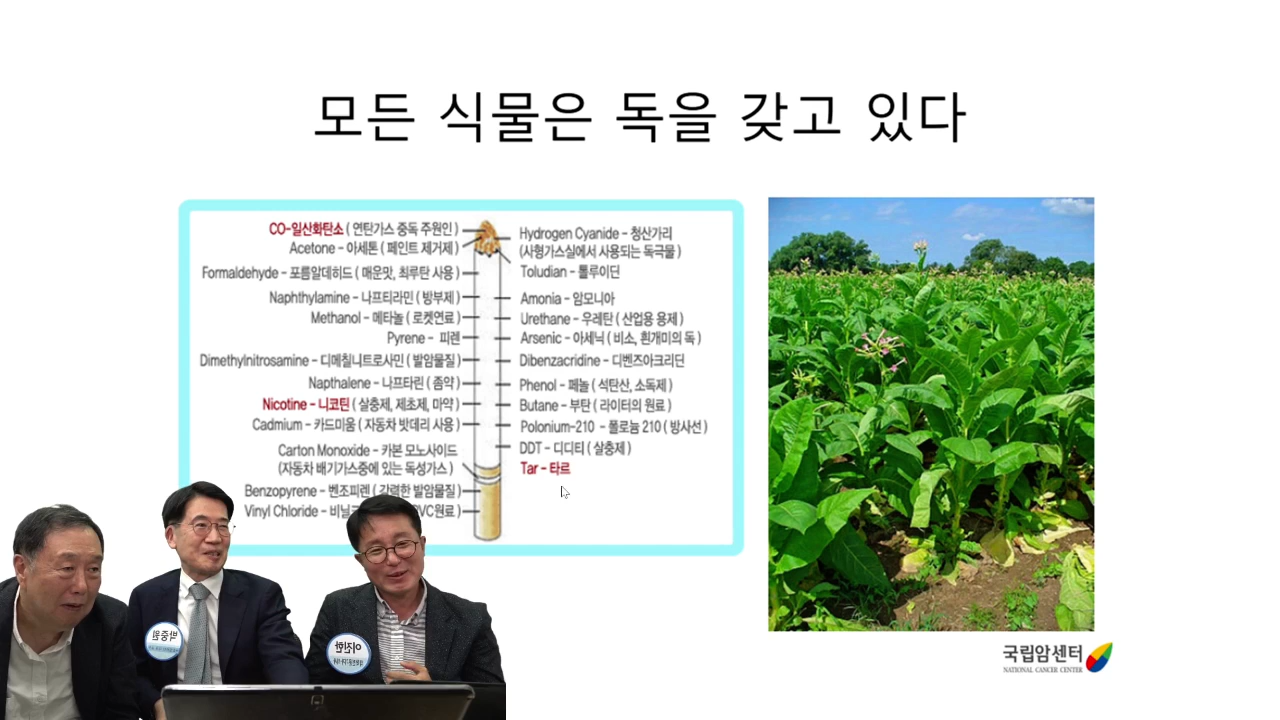 모든 식물은 독을 갖고 있다
CO-일산화탄소 ( 연탄가스 중독 주원인 )
Acetone - 아세톤 ( 페인트 제거제 )
Formaldehyde - 포름알데히드 ( 매운맛, 최루탄 사용 )
Naphthylamine - 나프티라민 ( 방부제 )
Methanol - 메타놀 ( 로켓연료 )
Pyrene - 피렌
Dimethylnitrosamine - 디메칠니트로사민 ( 발암물질 )
Napthalene - 나프타린 ( 좀약 )
Nicotine - 니코틴 ( 살충제, 제초제, 마약 )
Cadmium - 카드미움 ( 자동차 밧데리 사용 )
Carton Monoxide - 카본 모노사이드
(자동차 배기가스중에 있는 독성가스 )
Benzopyrene - 벤조피렌 ( 강력한 발암물질 )
Vinyl Chloride - 비닐 PVC원료 )
Hydrogen Cyanide - 청산가리
(사형가스실에서 사용되는 독극물 )
Toludian - 톨루이딘
Amonia - 암모니아
Urethane - 우레탄 ( 산업용 용제 )
Arsenic - 아세닉 ( 비소, 흰개미의 독 )
Dibenzacridine - 디벤즈아크리딘
Phenol - 페놀 ( 석탄산, 소독제 )
Butane - 부탄 ( 라이터의 원료 )
Polonium-210 - 폴로늄 210 ( 방사선 )
DDT - 디디티 ( 살충제 )
Tar - 타르
박중원
이진한
국립암센터
NATIONAL CANCER CENTER